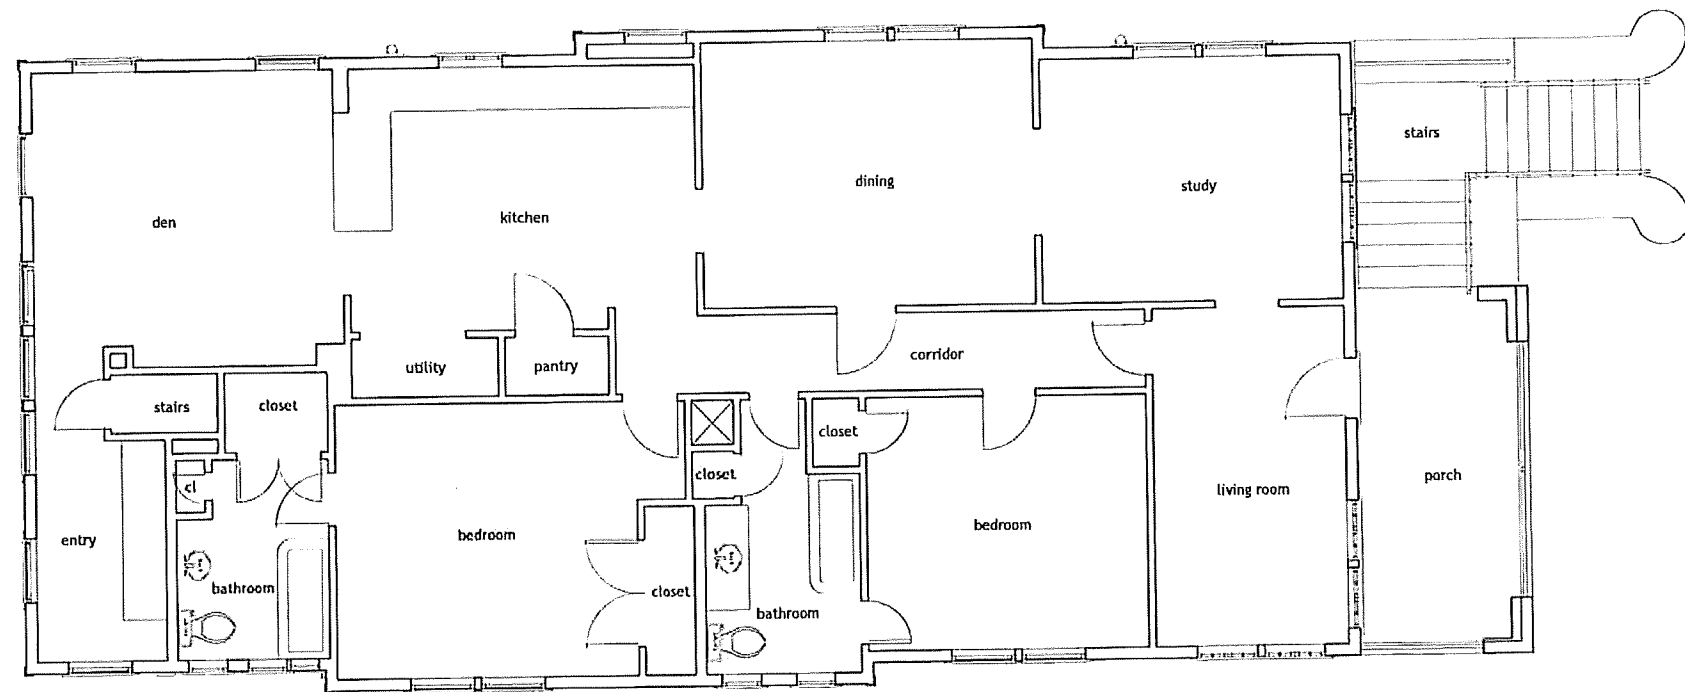 stairs
dining
study
den
kitchen
corridor
utility
pantry
stairs
closet
closet
closet
cl
living room
porch
bedroom
bedroom
entry
bathroom
closet
bathroom